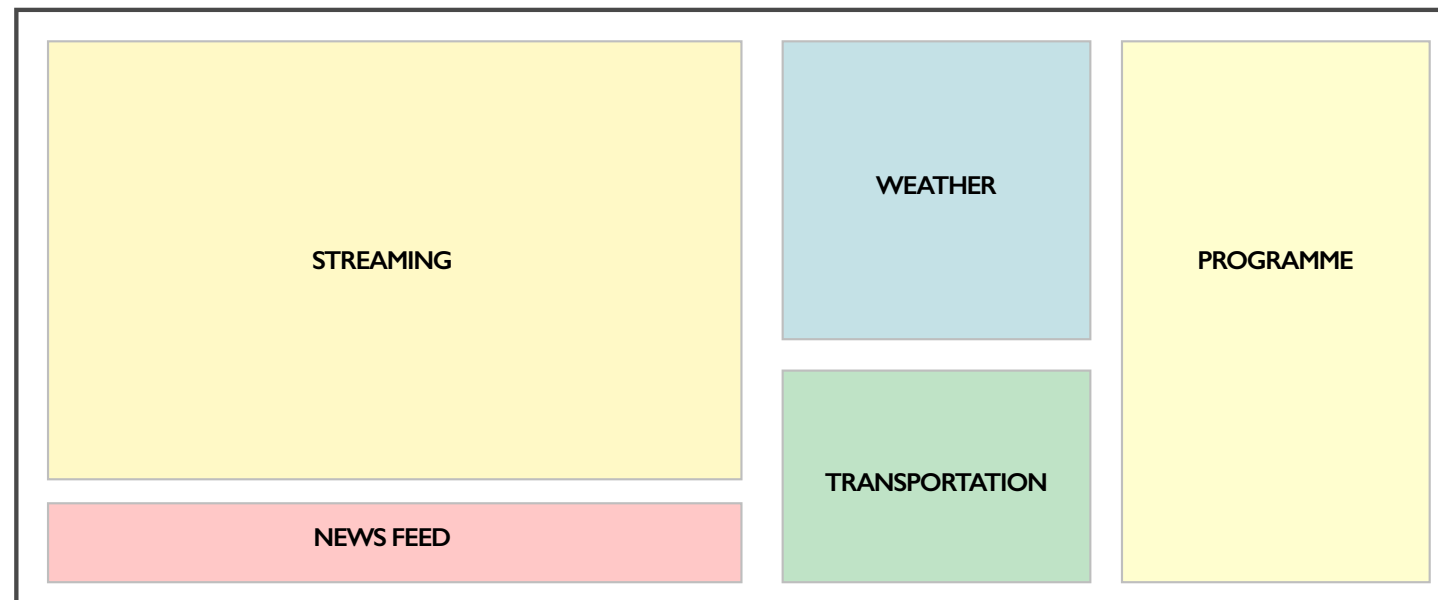 STREAMING
NEWS FEED
WEATHER
TRANSPORTATION
PROGRAMME